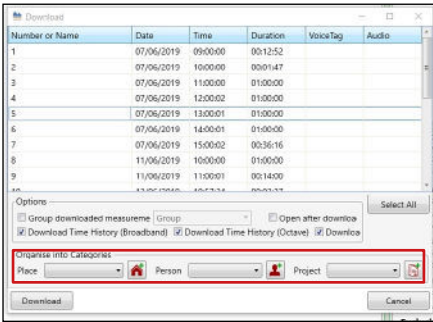 Download
Number or Name Date Time Duration VoiceTag Audio
1 07/06/2019 09:00:00 00:12:52
2 07/06/2019 10:00:00 00:01:47
3 07/06/2019 11:00:00 01:00:00
4 07/06/2019 12:00:02 01:00:00
5 07/06/2019 13:00:01 01:00:00
6 07/06/2019 14:00:01 01:00:00
7 07/06/2019 15:00:02 00:36:16
8 11/06/2019 10:00:00 01:00:00
9 11/06/2019 11:00:01 00:14:00
Options
Select All
Group downloaded measureme Group Open after downloa
Download Time History (Broadband) Download Time History (Octave) Downloa
Organise into Categories
Place Person Project
Download Cancel